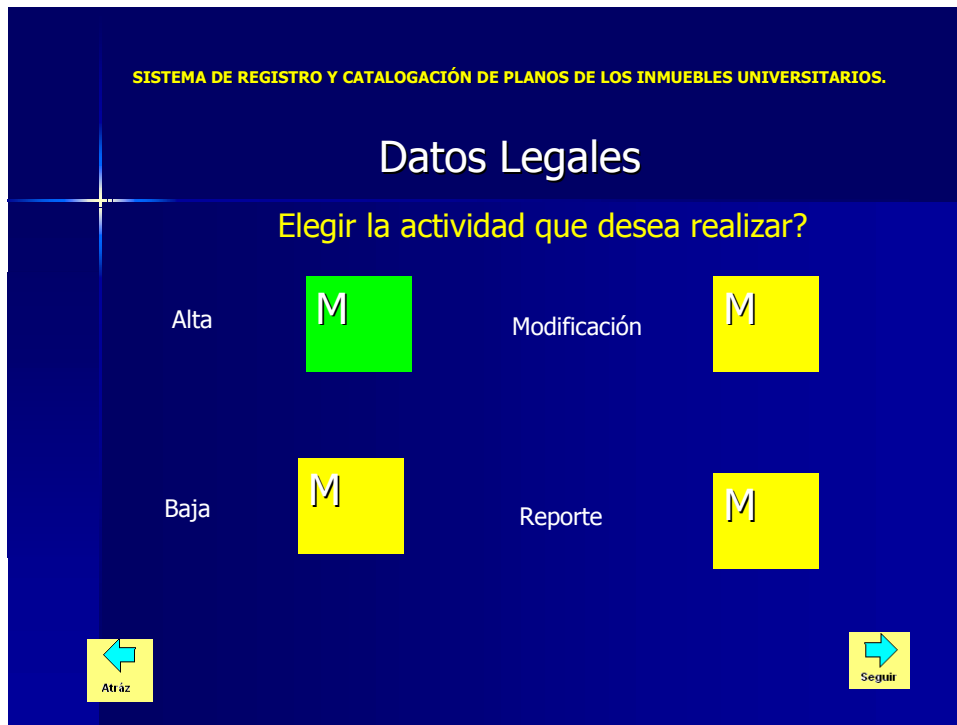 SISTEMA DE REGISTRO Y CATALOGACIÓN DE PLANOS DE LOS INMUEBLES UNIVERSITARIOS.
Datos Legales
Elegir la actividad que desea realizar?
Alta
M
Modificación
M
Baja
M
Reporte
M
Atráz
Seguir